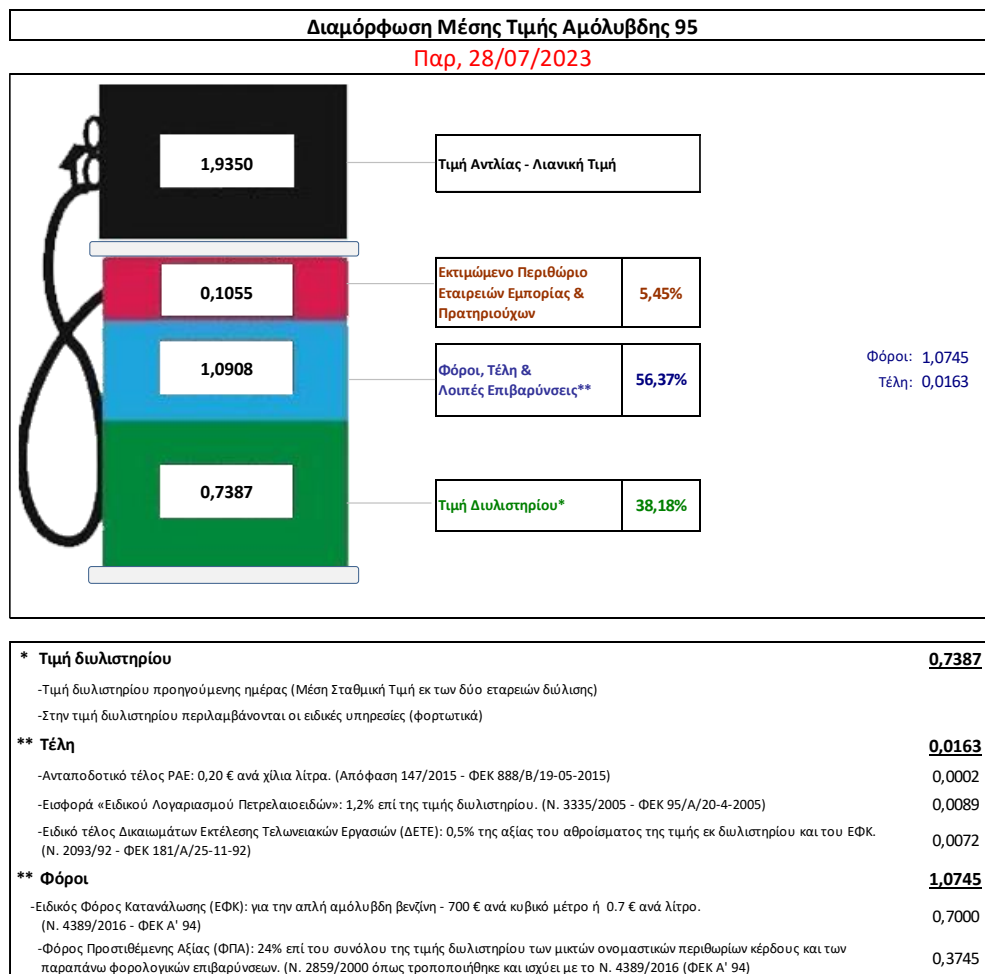 Διαμόρφωση Μέσης Τιμής Αμόλυβδης 95
Παρ, 28/07/2023
1,9350
Τιμή Αντλίας - Λιανική Τιμή
0,1055
Εκτιμώμενο Περιθώριο
Εταιρειών Εμπορίας &
Πρατηριούχων
5,45%
1,0908
Φόροι, Τέλη &
Λοιπές Επιβαρύνσεις**
56,37%
Φόροι: 1,0745
Τέλη: 0,0163
0,7387
Τιμή Διυλιστηρίου*
38,18%
* Τιμή διυλιστηρίου 0,7387
-Τιμή διυλιστηρίου προηγούμενης ημέρας (Μέση Σταθμική Τιμή εκ των δύο εταρειών διύλισης)
-Στην τιμή διυλιστηρίου περιλαμβάνονται οι ειδικές υπηρεσίες (φορτωτικά)
** Τέλη 0,0163
-Ανταποδοτικό τέλος ΡΑΕ: 0,20 € ανά χίλια λίτρα. (Απόφαση 147/2015 - ΦΕΚ 888/Β/19-05-2015) 0,0002
-Εισφορά «Ειδικού Λογαριασμού Πετρελαιοειδών»: 1,2% επί της τιμής διυλιστηρίου. (Ν. 3335/2005 - ΦΕΚ 95/Α/20-4-2005) 0,0089
-Ειδικό τέλος Δικαιωμάτων Εκτέλεσης Τελωνειακών Εργασιών (ΔΕΤΕ): 0,5% της αξίας του αθροίσματος της τιμής εκ διυλιστηρίου και του ΕΦΚ.
(Ν. 2093/92 - ΦΕΚ 181/Α/25-11-92) 0,0072
** Φόροι 1,0745
-Ειδικός Φόρος Κατανάλωσης (ΕΦΚ): για την απλή αμόλυβδη βενζίνη - 700 € ανά κυβικό μέτρο ή 0.7 € ανά λίτρο.
(Ν. 4389/2016 - ΦΕΚ Α' 94) 0,7000
-Φόρος Προστιθέμενης Αξίας (ΦΠΑ): 24% επί του συνόλου της τιμής διυλιστηρίου των μικτών ονομαστικών περιθωρίων κέρδους και των
παραπάνω φορολογικών επιβαρύνσεων. (Ν. 2859/2000 όπως τροποποιήθηκε και ισχύει με το Ν. 4389/2016 (ΦΕΚ Α' 94) 0,3745